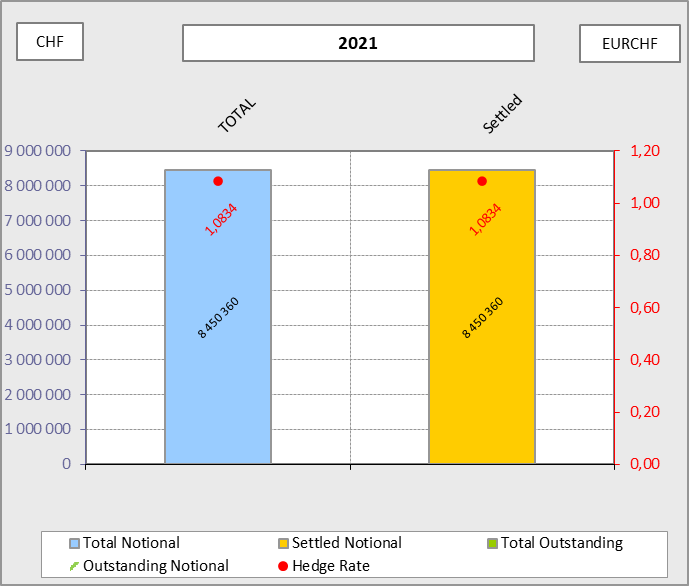 CHF
2021
EURCHF
TOTAL
Settled
9 000 000
8 000 000
7 000 000
6 000 000
5 000 000
4 000 000
3 000 000
2 000 000
1 000 000
0
1,0834
8 450 360
1,0834
8 450 360
1,20
1,00
0,80
0,60
0,40
0,20
0,00
Total Notional
Settled Notional
Total Outstanding
Outstanding Notional
Hedge Rate